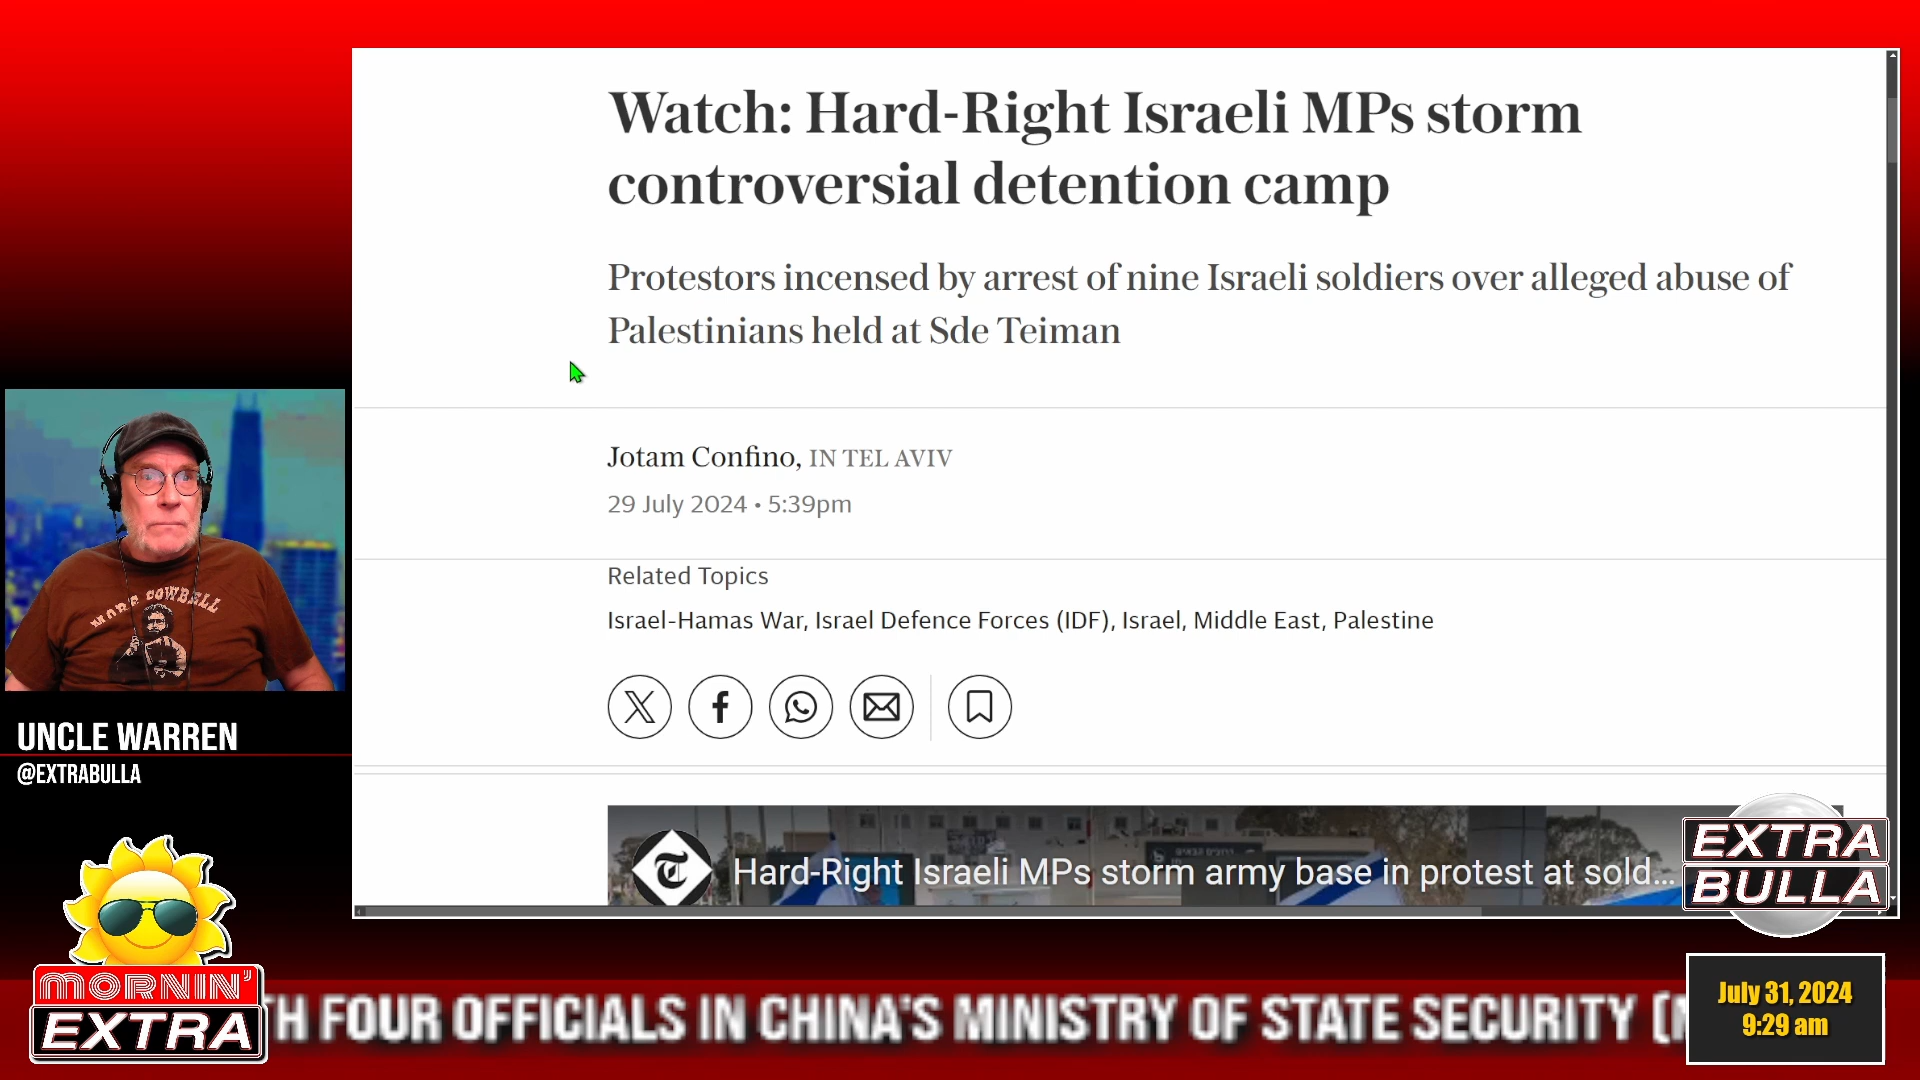 Watch: Hard-Right Israeli MPs storm
controversial detention camp
Protestors incensed by arrest of nine Israeli soldiers over alleged abuse of
Palestinians held at Sde Teiman
Jotam Confino, IN TEL AVIV
29 July 2024 • 5:39pm
Related Topics
Israel-Hamas War, Israel Defence Forces (IDF), Israel, Middle East, Palestine
Hard-Right Israeli MPs storm army base in protest at sold...
MORE COWBELL
UNCLE WARREN
@EXTRABULLA
EXTRA
BULLA
MORNIN'
EXTRA
H FOUR OFFICIALS IN CHINA'S MINISTRY OF STATE SECURITY (
July 31, 2024
9:29 am